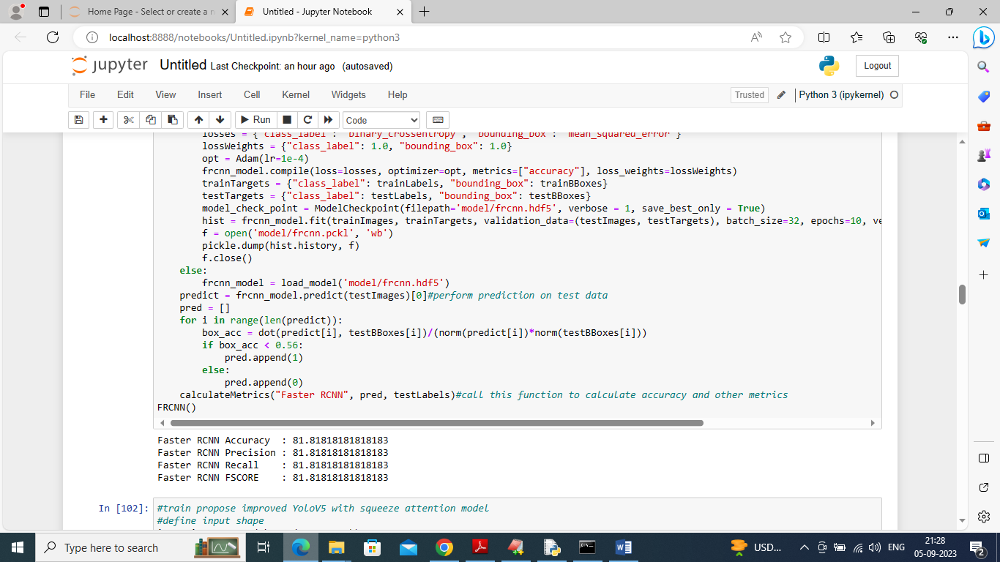 Home Page - Select or create a n
Untitled - Jupyter Notebook
localhost:8888/notebooks/Untitled.ipynb?kernel_name=python3
jupyter Untitled Last Checkpoint: an hour ago (autosaved)
Logout
File Edit View Insert Cell Kernel Widgets Help
Trusted
Python 3 (ipykernel)
Run
Code
losses = {"class_label": "binary_crossentropy", "bounding_box": "mean_squared_error"}
lossWeights = {"class_label": 1.0, "bounding_box": 1.0}
opt = Adam(lr=1e-4)
frcnn_model.compile(loss=losses, optimizer=opt, metrics=["accuracy"], loss_weights=lossWeights)
trainTargets = {"class_label": trainLabels, "bounding_box": trainBBoxes}
testTargets = {"class_label": testLabels, "bounding_box": testBBoxes}
model_check_point = ModelCheckpoint(filepath='model/frcnn.hdf5', verbose = 1, save_best_only = True)
hist = frcnn_model.fit(trainImages, trainTargets, validation_data=(testImages, testTargets), batch_size=32, epochs=10, ve
f = open('model/frcnn.pckl', 'wb')
pickle.dump(hist.history, f)
f.close()
else:
frcnn_model = load_model('model/frcnn.hdf5')
predict = frcnn_model.predict(testImages)[0]#perform prediction on test data
pred = []
for i in range(len(predict)):
box_acc = dot(predict[i], testBBoxes[i])/(norm(predict[i])*norm(testBBoxes[i]))
if box_acc < 0.56:
pred.append(1)
else:
pred.append(0)
calculateMetrics("Faster RCNN", pred, testLabels)#call this function to calculate accuracy and other metrics
FRCNN()
Faster RCNN Accuracy : 81.81818181818183
Faster RCNN Precision : 81.81818181818183
Faster RCNN Recall : 81.81818181818183
Faster RCNN FSCORE : 81.81818181818183
In [102]: #train propose improved YoloV5 with squeeze attention model
#define input shape
Type here to search
USD...
ENG
21:28
05-09-2023
2